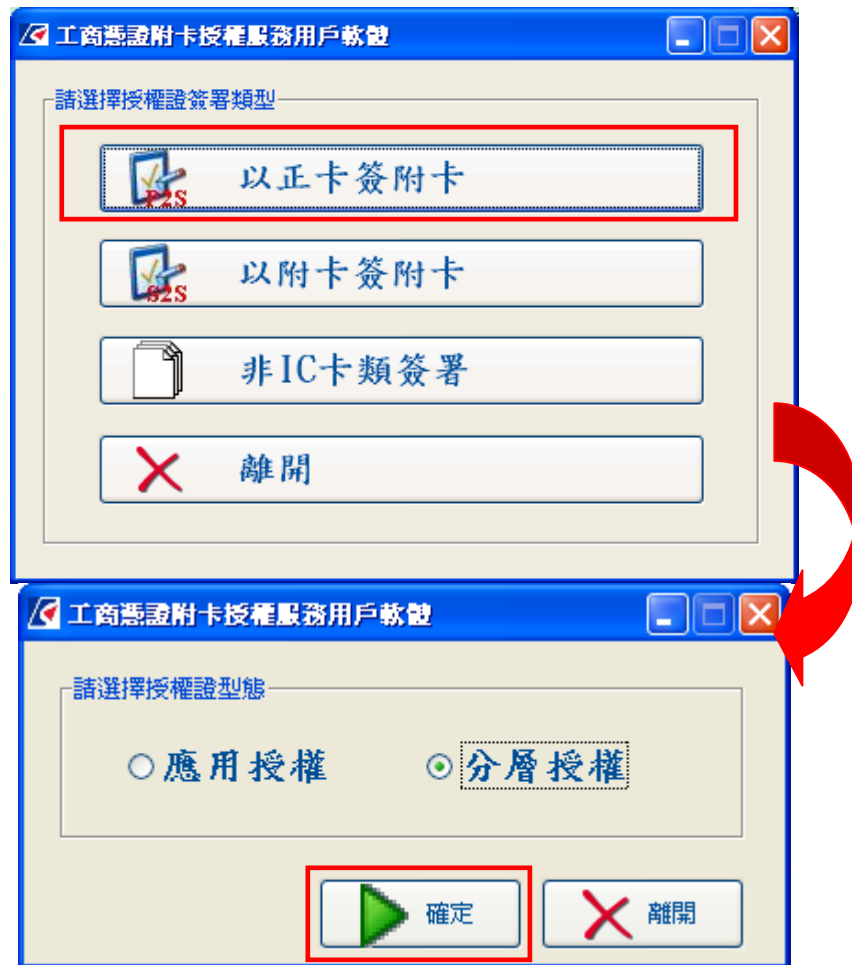 工商憑證附卡授權服務用戶軟體
請選擇授權證簽署類型
P2S
以正卡簽附卡
S2S
以附卡簽附卡
非IC卡類簽署
離開
工商憑證附卡授權服務用戶軟體
請選擇授權證型態
應用授權
分層授權
確定
離開